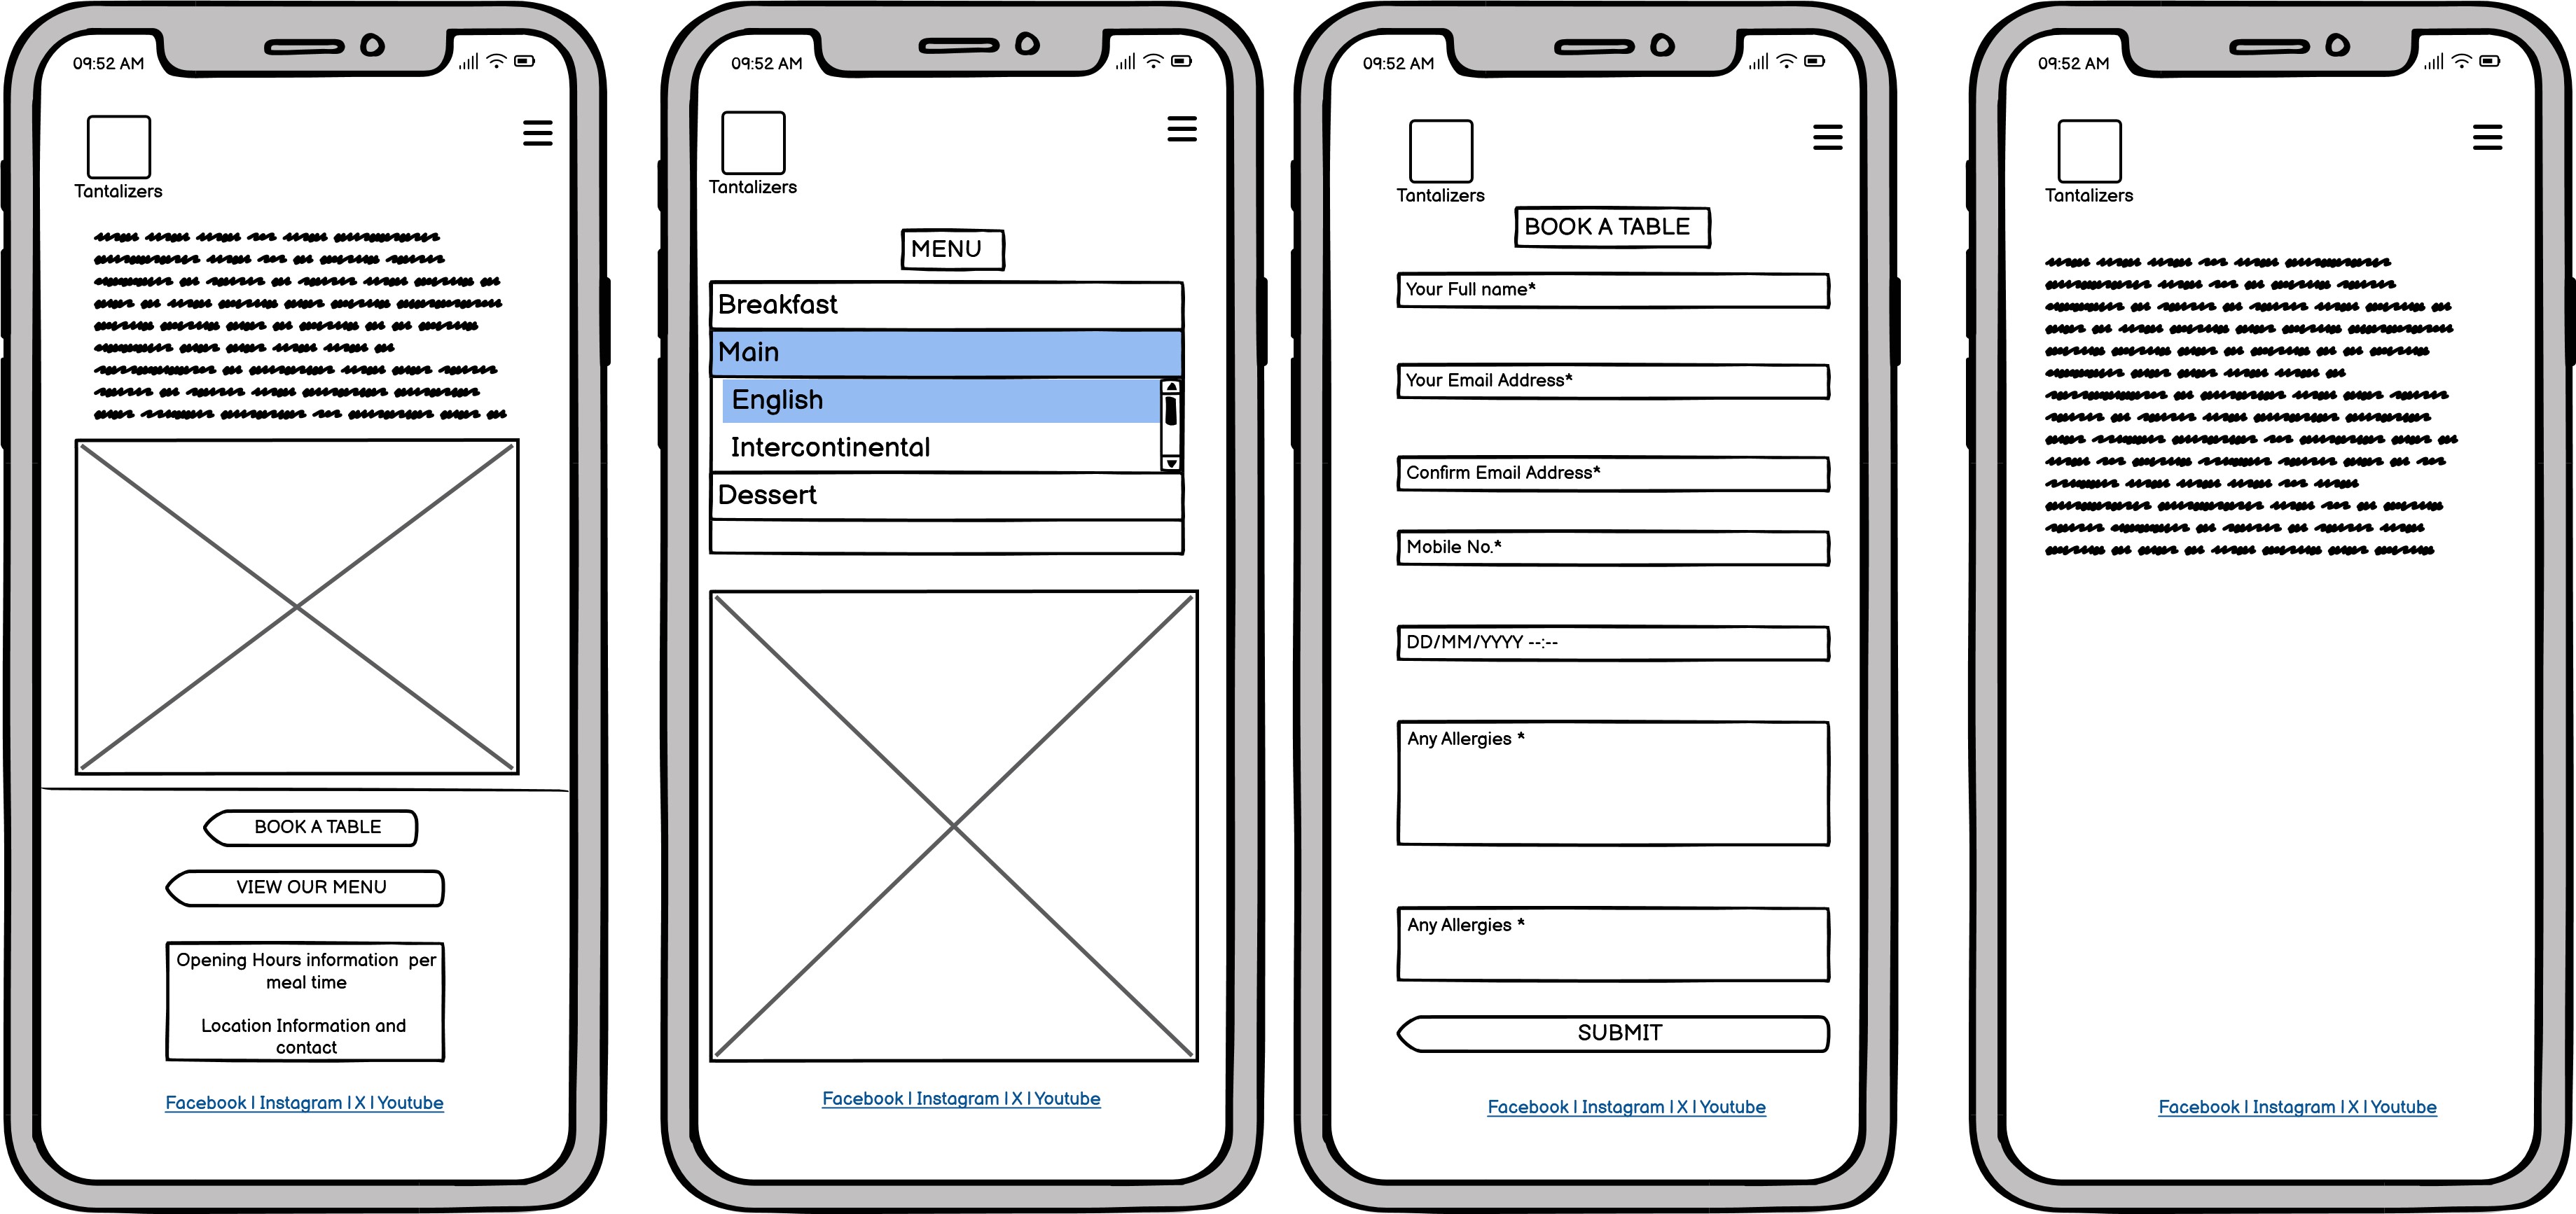 09:52 AM
Tantalizers
BOOK A TABLE
VIEW OUR MENU
Opening Hours information per
meal time
Location Information and
contact
Facebook | Instagram | X | Youtube
09:52 AM
Tantalizers
MENU
Breakfast
Main
English
Intercontinental
Dessert
Facebook | Instagram | X | Youtube
09:52 AM
Tantalizers
BOOK A TABLE
Your Full name*
Your Email Address*
Confirm Email Address*
Mobile No.*
DD/MM/YYYY --:--
Any Allergies *
Any Allergies *
SUBMIT
Facebook | Instagram | X | Youtube
09:52 AM
Tantalizers
Facebook | Instagram | X | Youtube